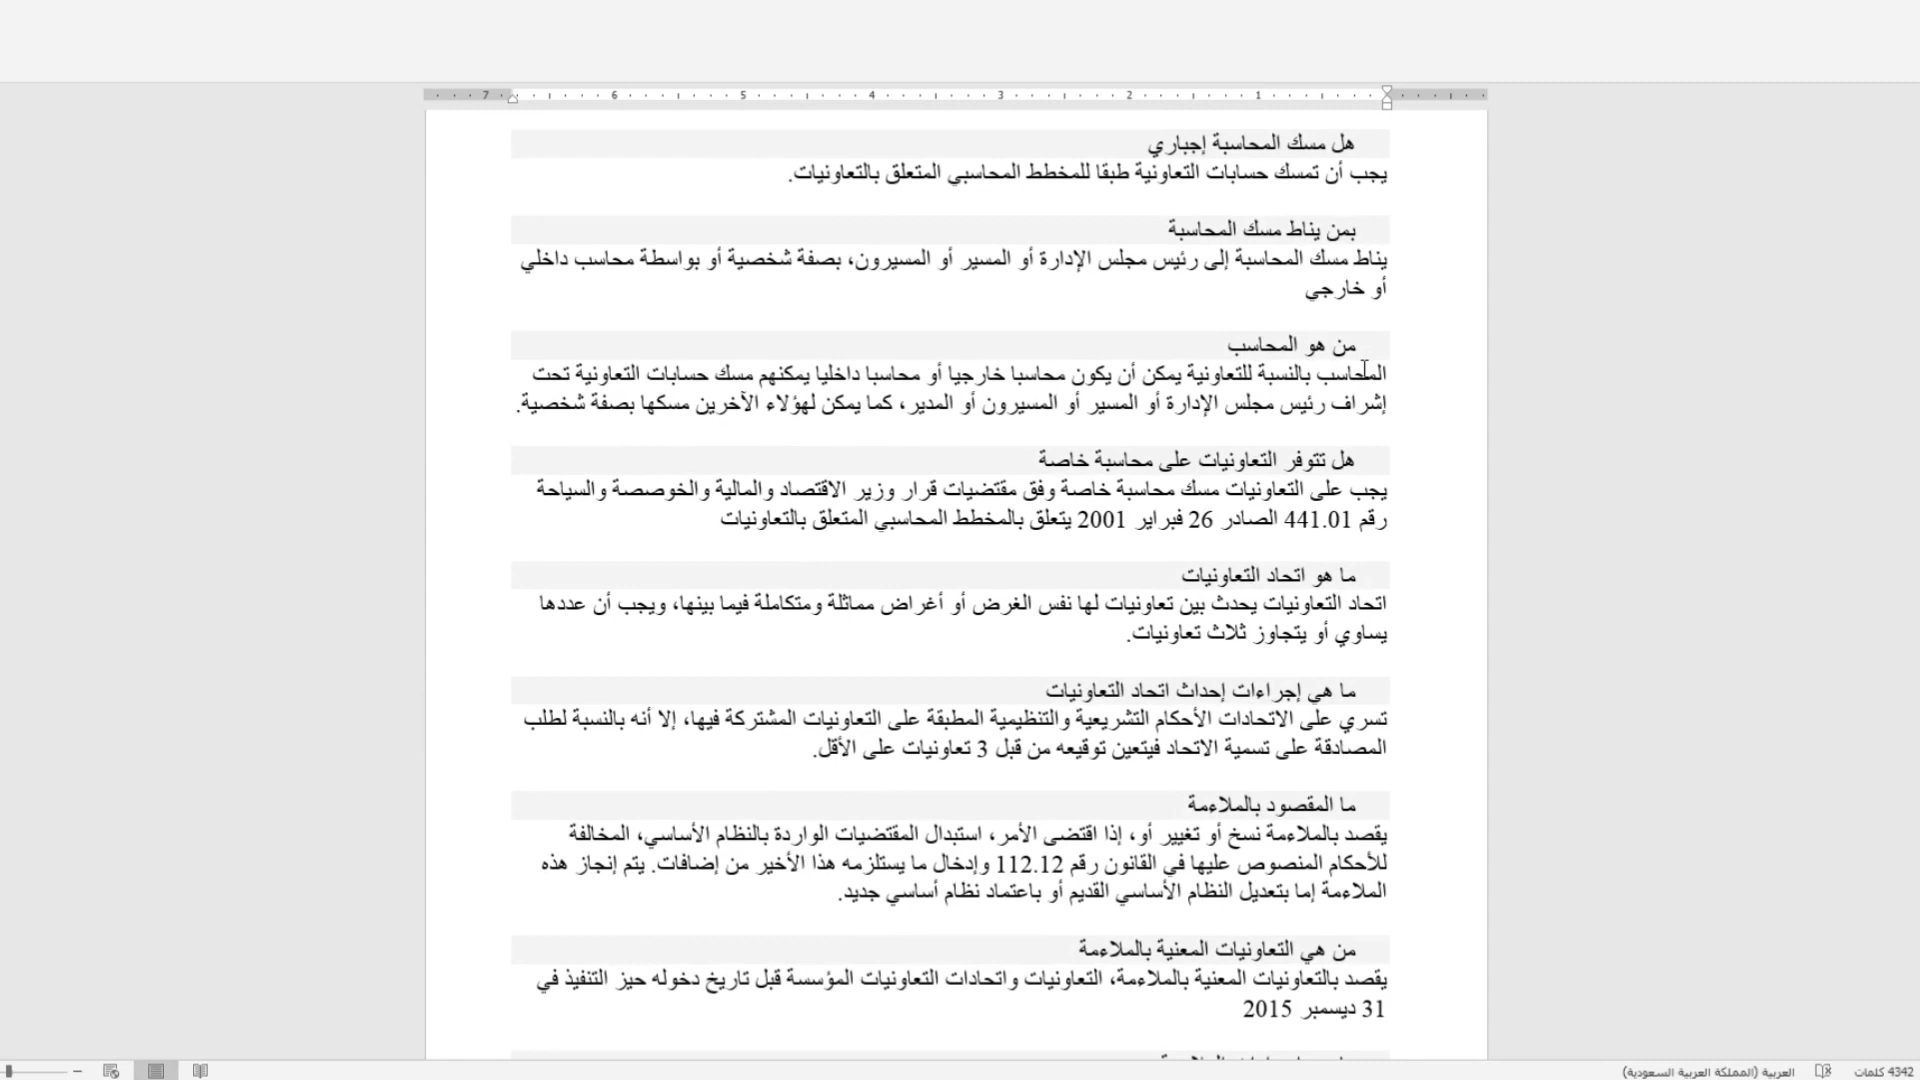 7 6 5 4 3 2 1
هل مسك المحاسبة إجباري
يجب أن تمسك حسابات التعاونية طبقا للمخطط المحاسبي المتعلق بالتعاونيات.
بمن يناط مسك المحاسبة
يناط مسك المحاسبة إلى رئيس مجلس الإدارة أو المسير أو المسيرون، بصفة شخصية أو بواسطة محاسب داخلي
أو خارجي
من هو المحاسب
المحاسب بالنسبة للتعاونية يمكن أن يكون محاسبا خارجيا أو محاسبا داخليا يمكنهم مسك حسابات التعاونية تحت
إشراف رئيس مجلس الإدارة أو المسير أو المسيرون أو المدير، كما يمكن لهؤلاء الآخرين مسكها بصفة شخصية.
هل تتوفر التعاونيات على محاسبة خاصة
يجب على التعاونيات مسك محاسبة خاصة وفق مقتضيات قرار وزير الاقتصاد والمالية والخوصصة والسياحة
رقم 441.01 الصادر 26 فبراير 2001 يتعلق بالمخطط المحاسبي المتعلق بالتعاونيات
ما هو اتحاد التعاونيات
اتحاد التعاونيات يحدث بين تعاونيات لها نفس الغرض أو أغراض مماثلة ومتكاملة فيما بينها، ويجب أن عددها
يساوي أو يتجاوز ثلاث تعاونيات.
ما هي إجراءات إحداث اتحاد التعاونيات
تسري على الاتحادات الأحكام التشريعية والتنظيمية المطبقة على التعاونيات المشتركة فيها، إلا أنه بالنسبة لطلب
المصادقة على تسمية الاتحاد فيتعين توقيعه من قبل 3 تعاونيات على الأقل.
ما المقصود بالملاءمة
يقصد بالملاءمة نسخ أو تغيير أو، إذا اقتضى الأمر، استبدال المقتضيات الواردة بالنظام الأساسي، المخالفة
للأحكام المنصوص عليها في القانون رقم 112.12 وإدخال ما يستلزمه هذا الأخير من إضافات. يتم إنجاز هذه
الملاءمة إما بتعديل النظام الأساسي القديم أو باعتماد نظام أساسي جديد.
من هي التعاونيات المعنية بالملاءمة
يقصد بالتعاونيات المعنية بالملاءمة، التعاونيات واتحادات التعاونيات المؤسسة قبل تاريخ دخوله حيز التنفيذ في
31 ديسمبر 2015
4342 كلمات العربية (المملكة العربية السعودية)